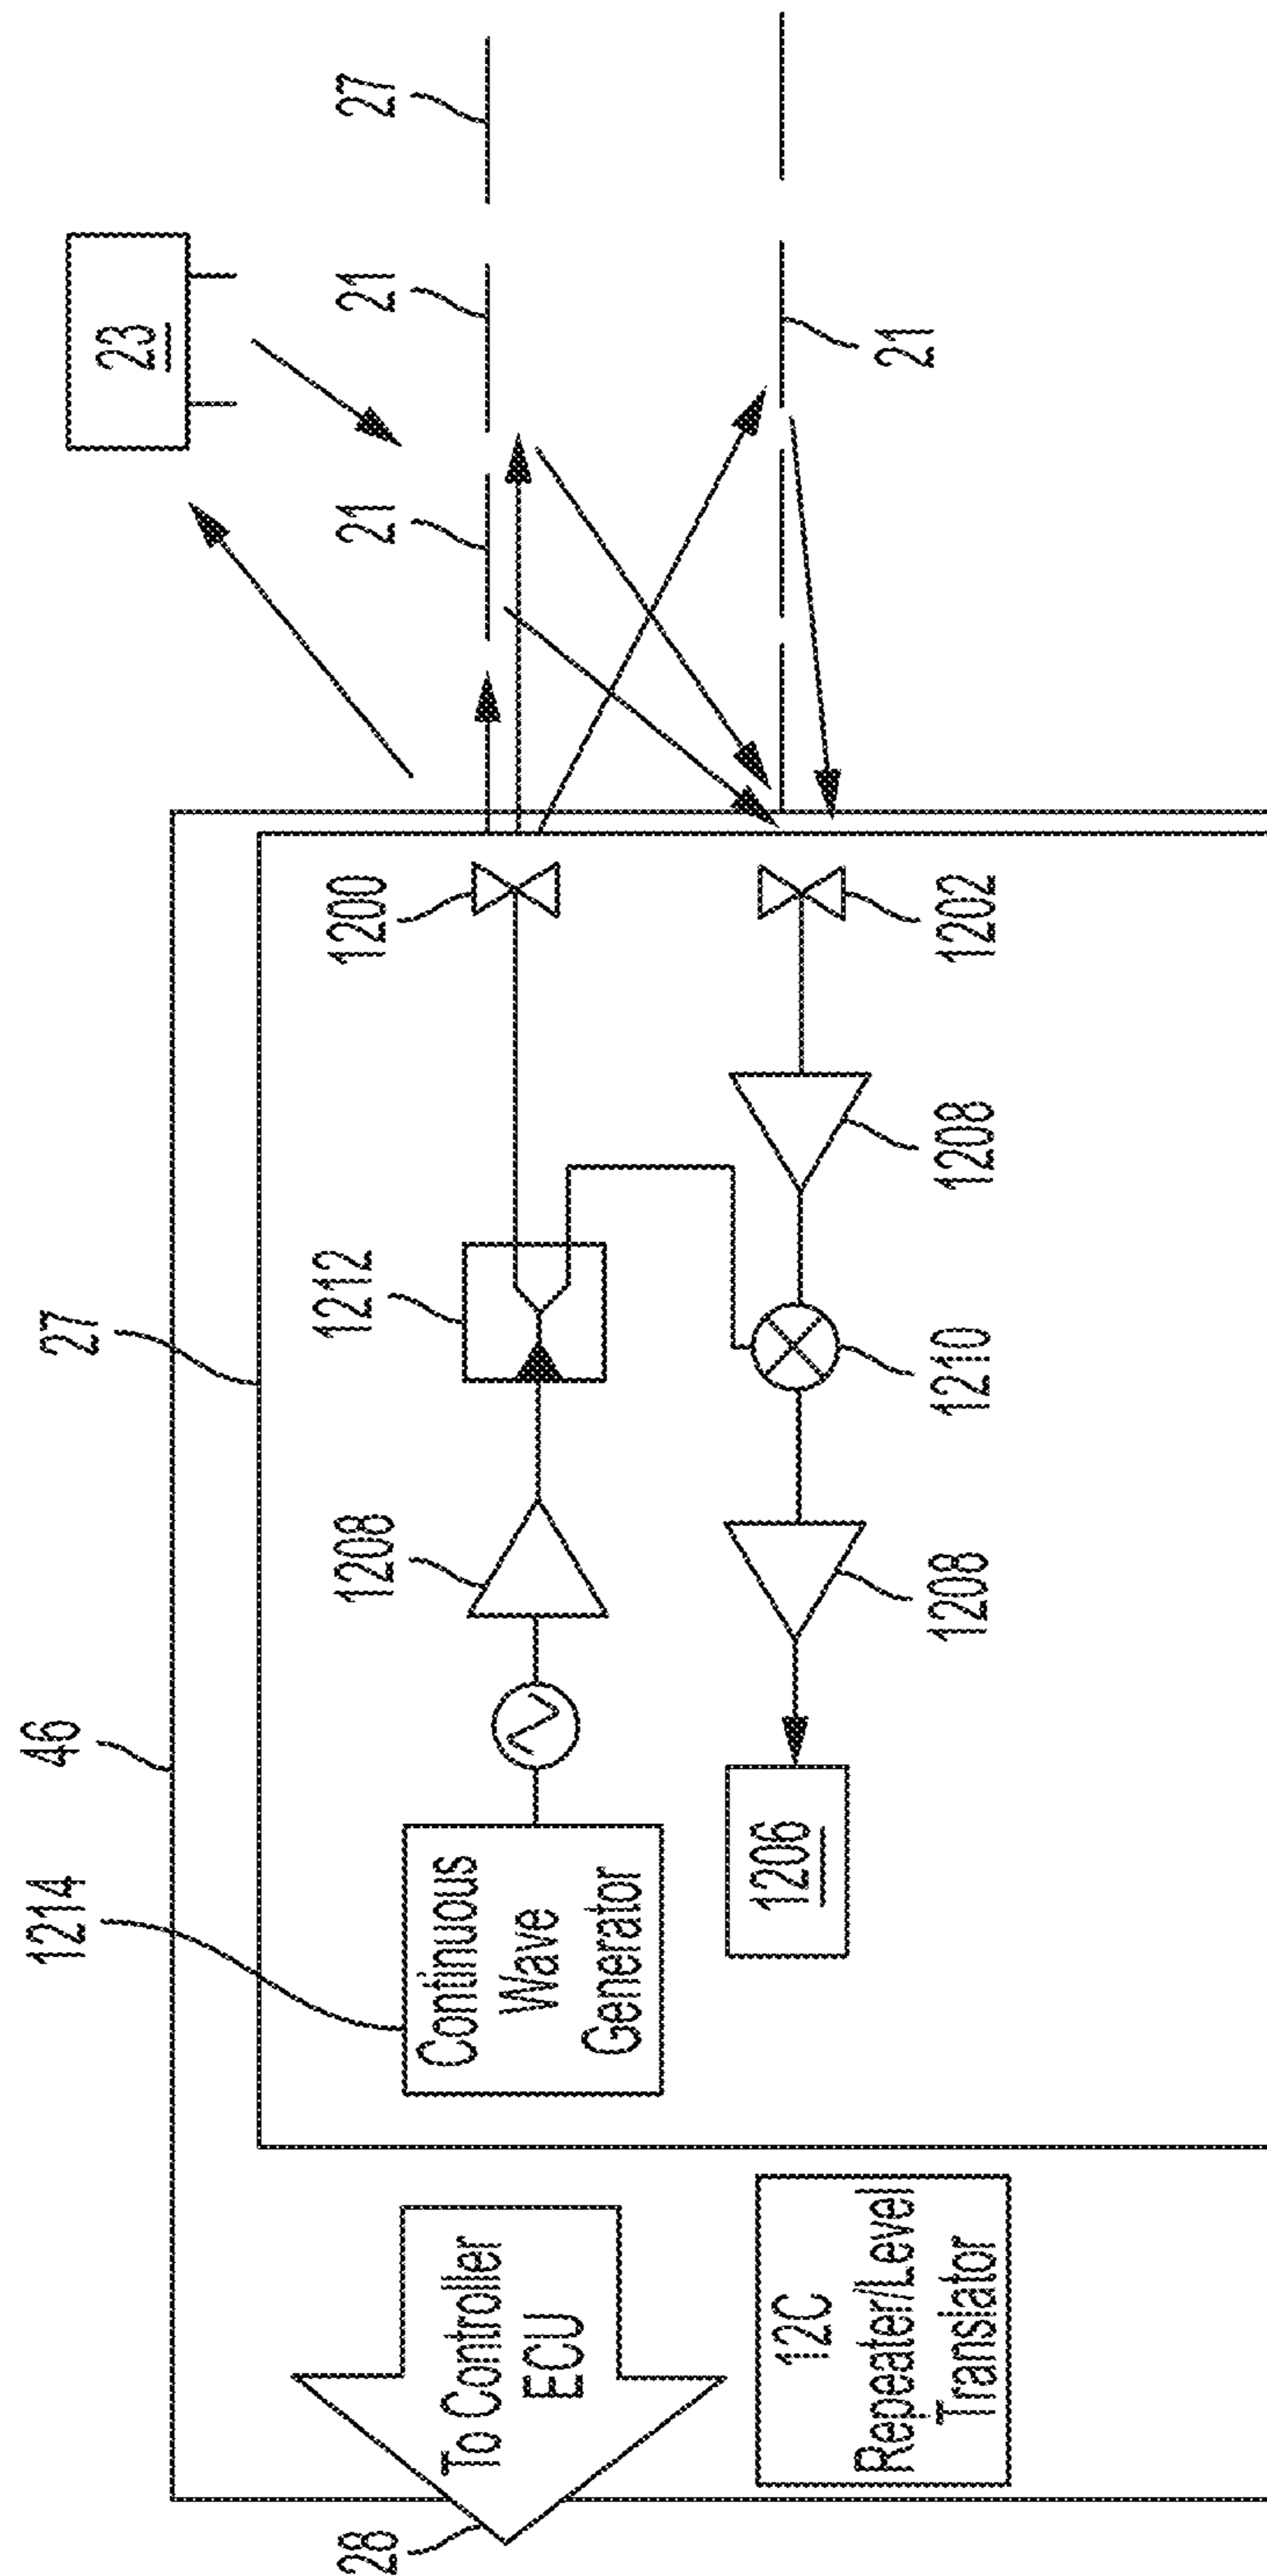 46
1214
27
23
28
To Controller
ECU
Continuous
Wave
Generator
1208
1212
1200
21
21
27
12C
Repeater/Level
Translator
1206
1208
1210
1208
1202
21